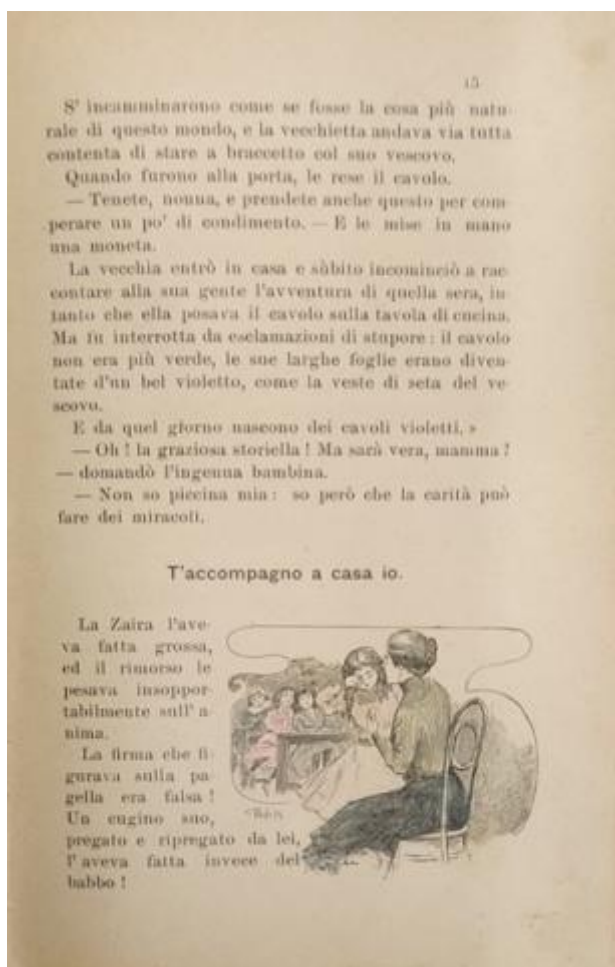 15
S' incamminarono come se fosse la cosa più natu-
rale di questo mondo, e la vecchietta andava via tutta
contenta di stare a braccetto col suo vescovo.
Quando furono alla porta, le rese il cavolo.
— Tenete, nonna, e prendete anche questo per com-
perare un po' di condimento. — E le mise in mano
una moneta.
La vecchia entrò in casa e sùbito incominciò a rac-
contare alla sua gente l'avventura di quella sera, in-
tanto che ella posava il cavolo sulla tavola di cucina.
Ma fu interrotta da esclamazioni di stupore: il cavolo
non era più verde, le sue larghe foglie erano diven-
tate d'un bel violetto, come la veste di seta del ve-
scovo.
E da quel giorno nascono dei cavoli violetti. »
— Oh! la graziosa storiella! Ma sarà vera, mamma?
— domandò l'ingenua bambina.
— Non so piccina mia: so però che la carità può
fare dei miracoli.
T'accompagno a casa io.
La Zaira l'ave-
va fatta grossa,
ed il rimorso le
pesava insoppor-
tabilmente sull'a-
nima.
La firma che fi-
gurava sulla pa-
gella era falsa!
Un cugino suo,
pregato e ripregato da lei,
l'aveva fatta invece del
babbo!